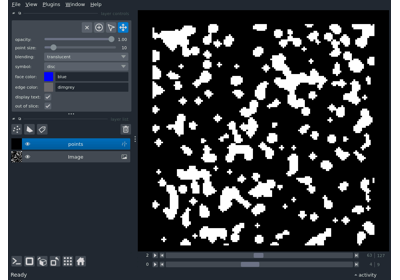 File View Plugins Window Help
opacity: 1.00
point size: 10
blending: translucent
symbol: disc
face color: blue
edge color: dimgrey
display text:
out of slice:
points
Image
2
0
Ready
activity